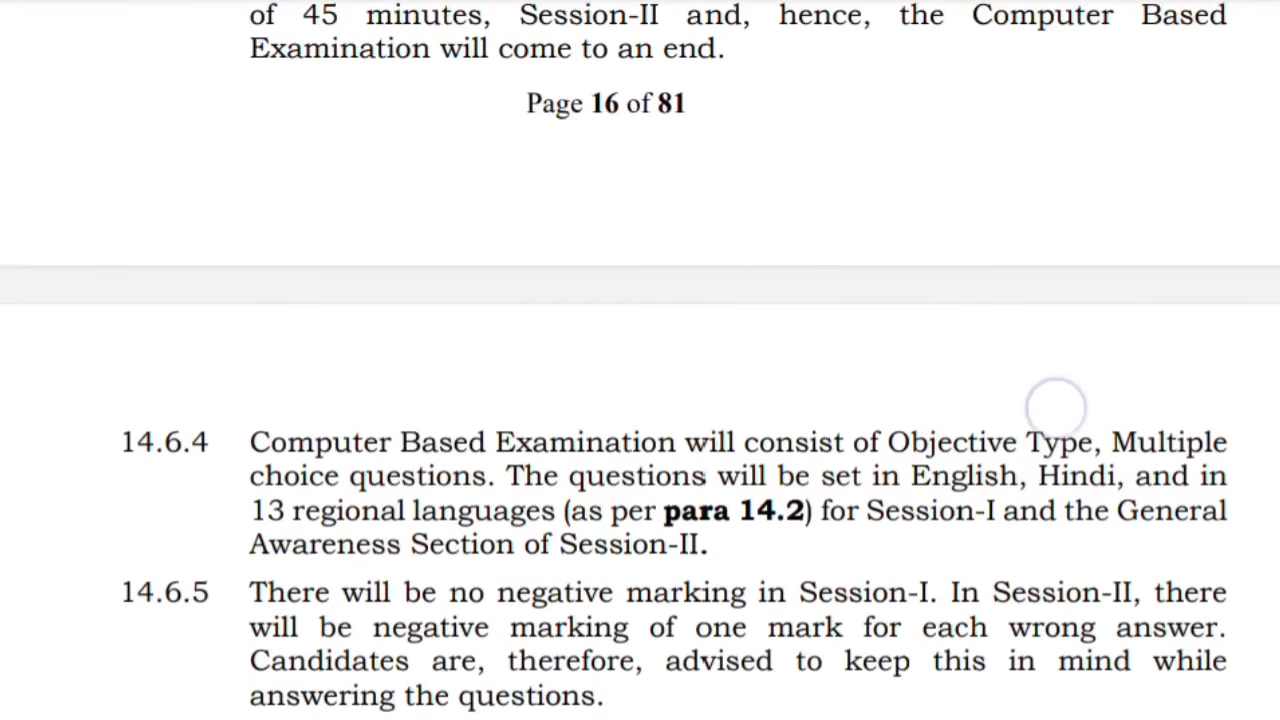 of 45 minutes, Session-II and, hence, the Computer Based
Examination will come to an end.
Page 16 of 81
14.6.4 Computer Based Examination will consist of Objective Type, Multiple
choice questions. The questions will be set in English, Hindi, and in
13 regional languages (as per para 14.2) for Session-I and the General
Awareness Section of Session-II.
14.6.5 There will be no negative marking in Session-I. In Session-II, there
will be negative marking of one mark for each wrong answer.
Candidates are, therefore, advised to keep this in mind while
answering the questions.